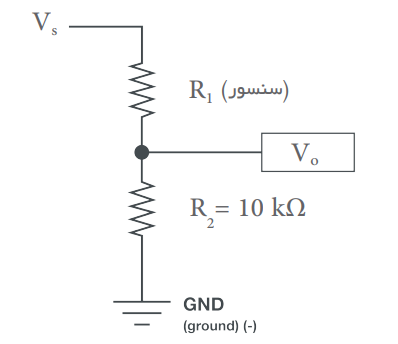 Vs
R1 (سنسور)
Vo
R2 = 10 kΩ
GND
(ground) (-)